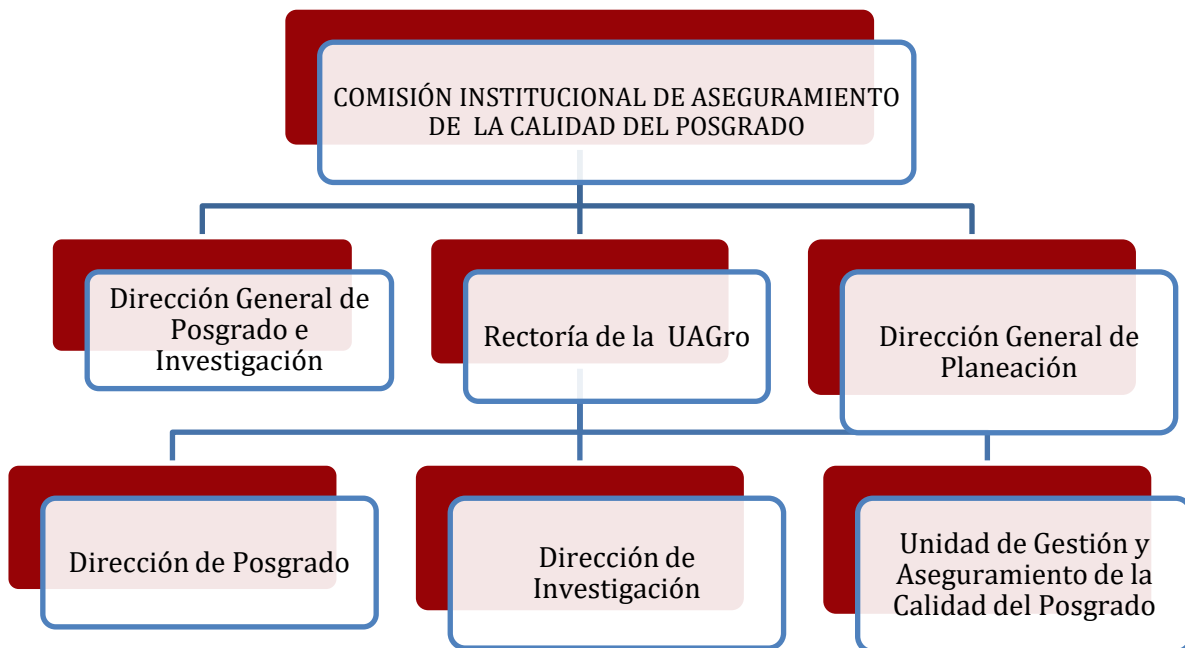 COMISIÓN INSTITUCIONAL DE ASEGURAMIENTO
DE LA CALIDAD DEL POSGRADO
Dirección General de
Posgrado e
Investigación
Rectoría de la UAGro
Dirección General de
Planeación
Dirección de Posgrado
Dirección de
Investigación
Unidad de Gestión y
Aseguramiento de la
Calidad del Posgrado